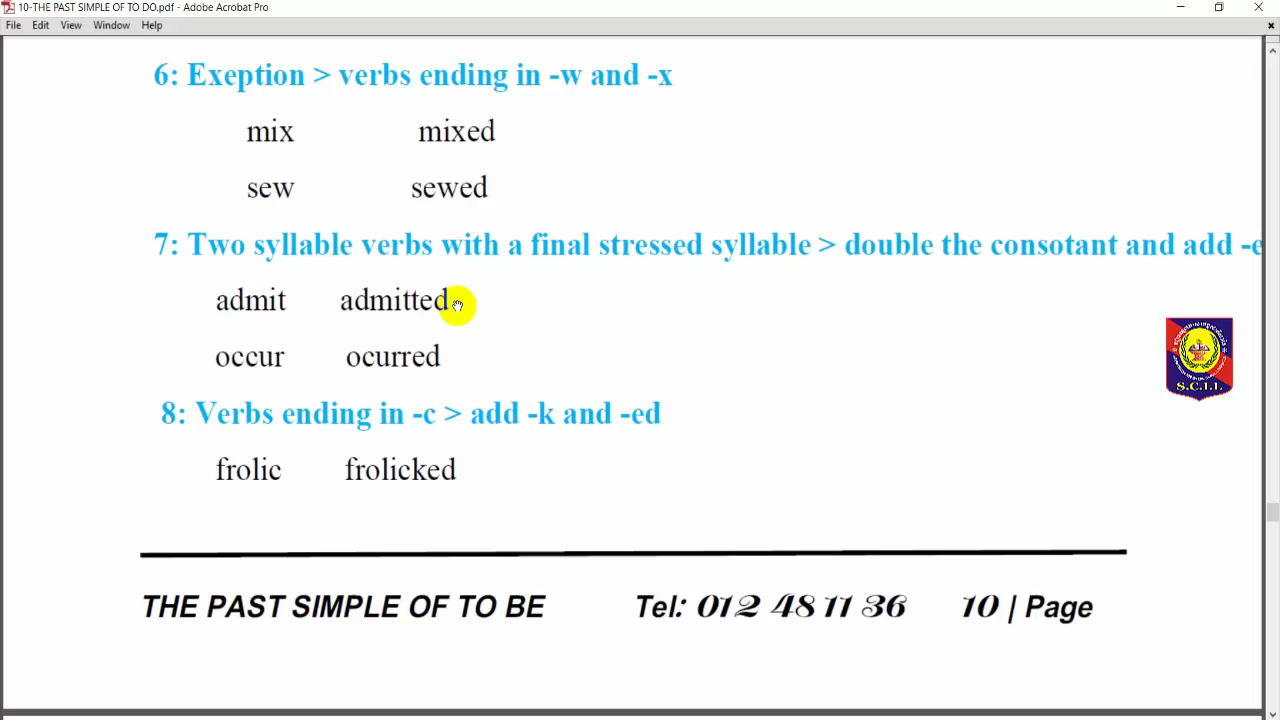 10-THE PAST SIMPLE OF TO DO.pdf - Adobe Acrobat Pro
File Edit View Window Help
6: Exeption > verbs ending in -w and -x
mix mixed
sew sewed
7: Two syllable verbs with a final stressed syllable > double the consotant and add -e
admit admitted
occur ocurred
S.C.I.L
8: Verbs ending in -c > add -k and -ed
frolic frolicked
THE PAST SIMPLE OF TO BE Tel: 012 48 11 36 10 | Page